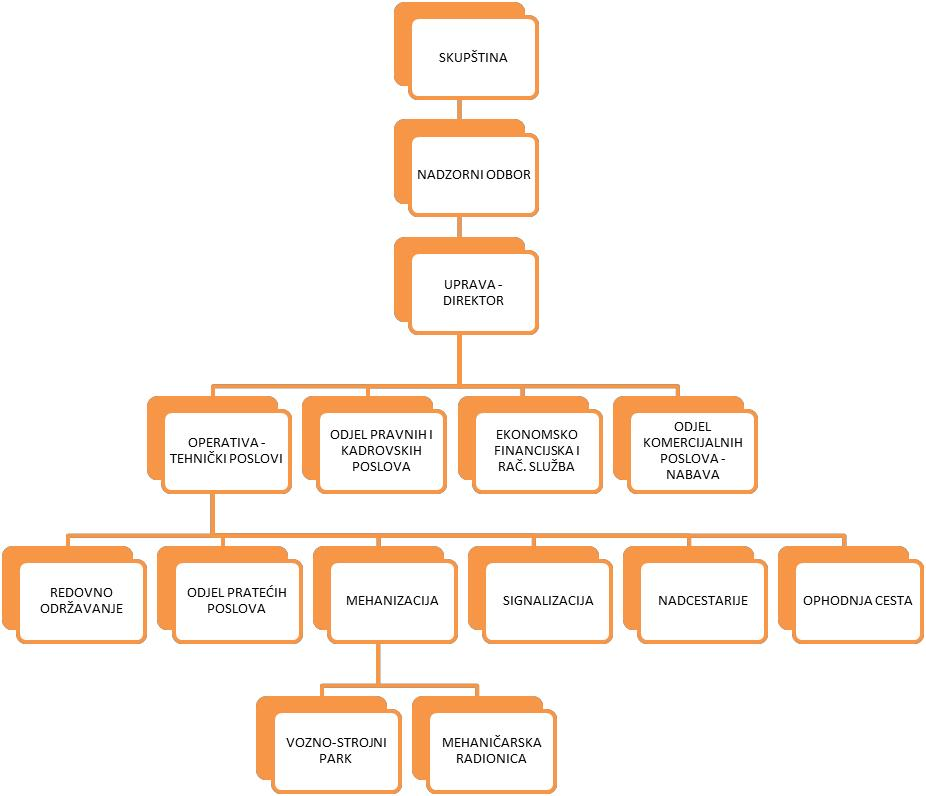 SKUPŠTINA
NADZORNI ODBOR
UPRAVA -
DIREKTOR
OPERATIVA -
TEHNIČKI POSLOVI
ODJEL PRAVNIH I
KADROVSKIH
POSLOVA
EKONOMSKO
FINANCIJSKA I
RAČ. SLUŽBA
ODJEL
KOMERCIJALNIH
POSLOVA -
NABAVA
REDOVNO
ODRŽAVANJE
ODJEL PRATEĆIH
POSLOVA
MEHANIZACIJA
SIGNALIZACIJA
NADCESTARIJE
OPHODNJA CESTA
VOZNO-STROJNI
PARK
MEHANIČARSKA
RADIONICA